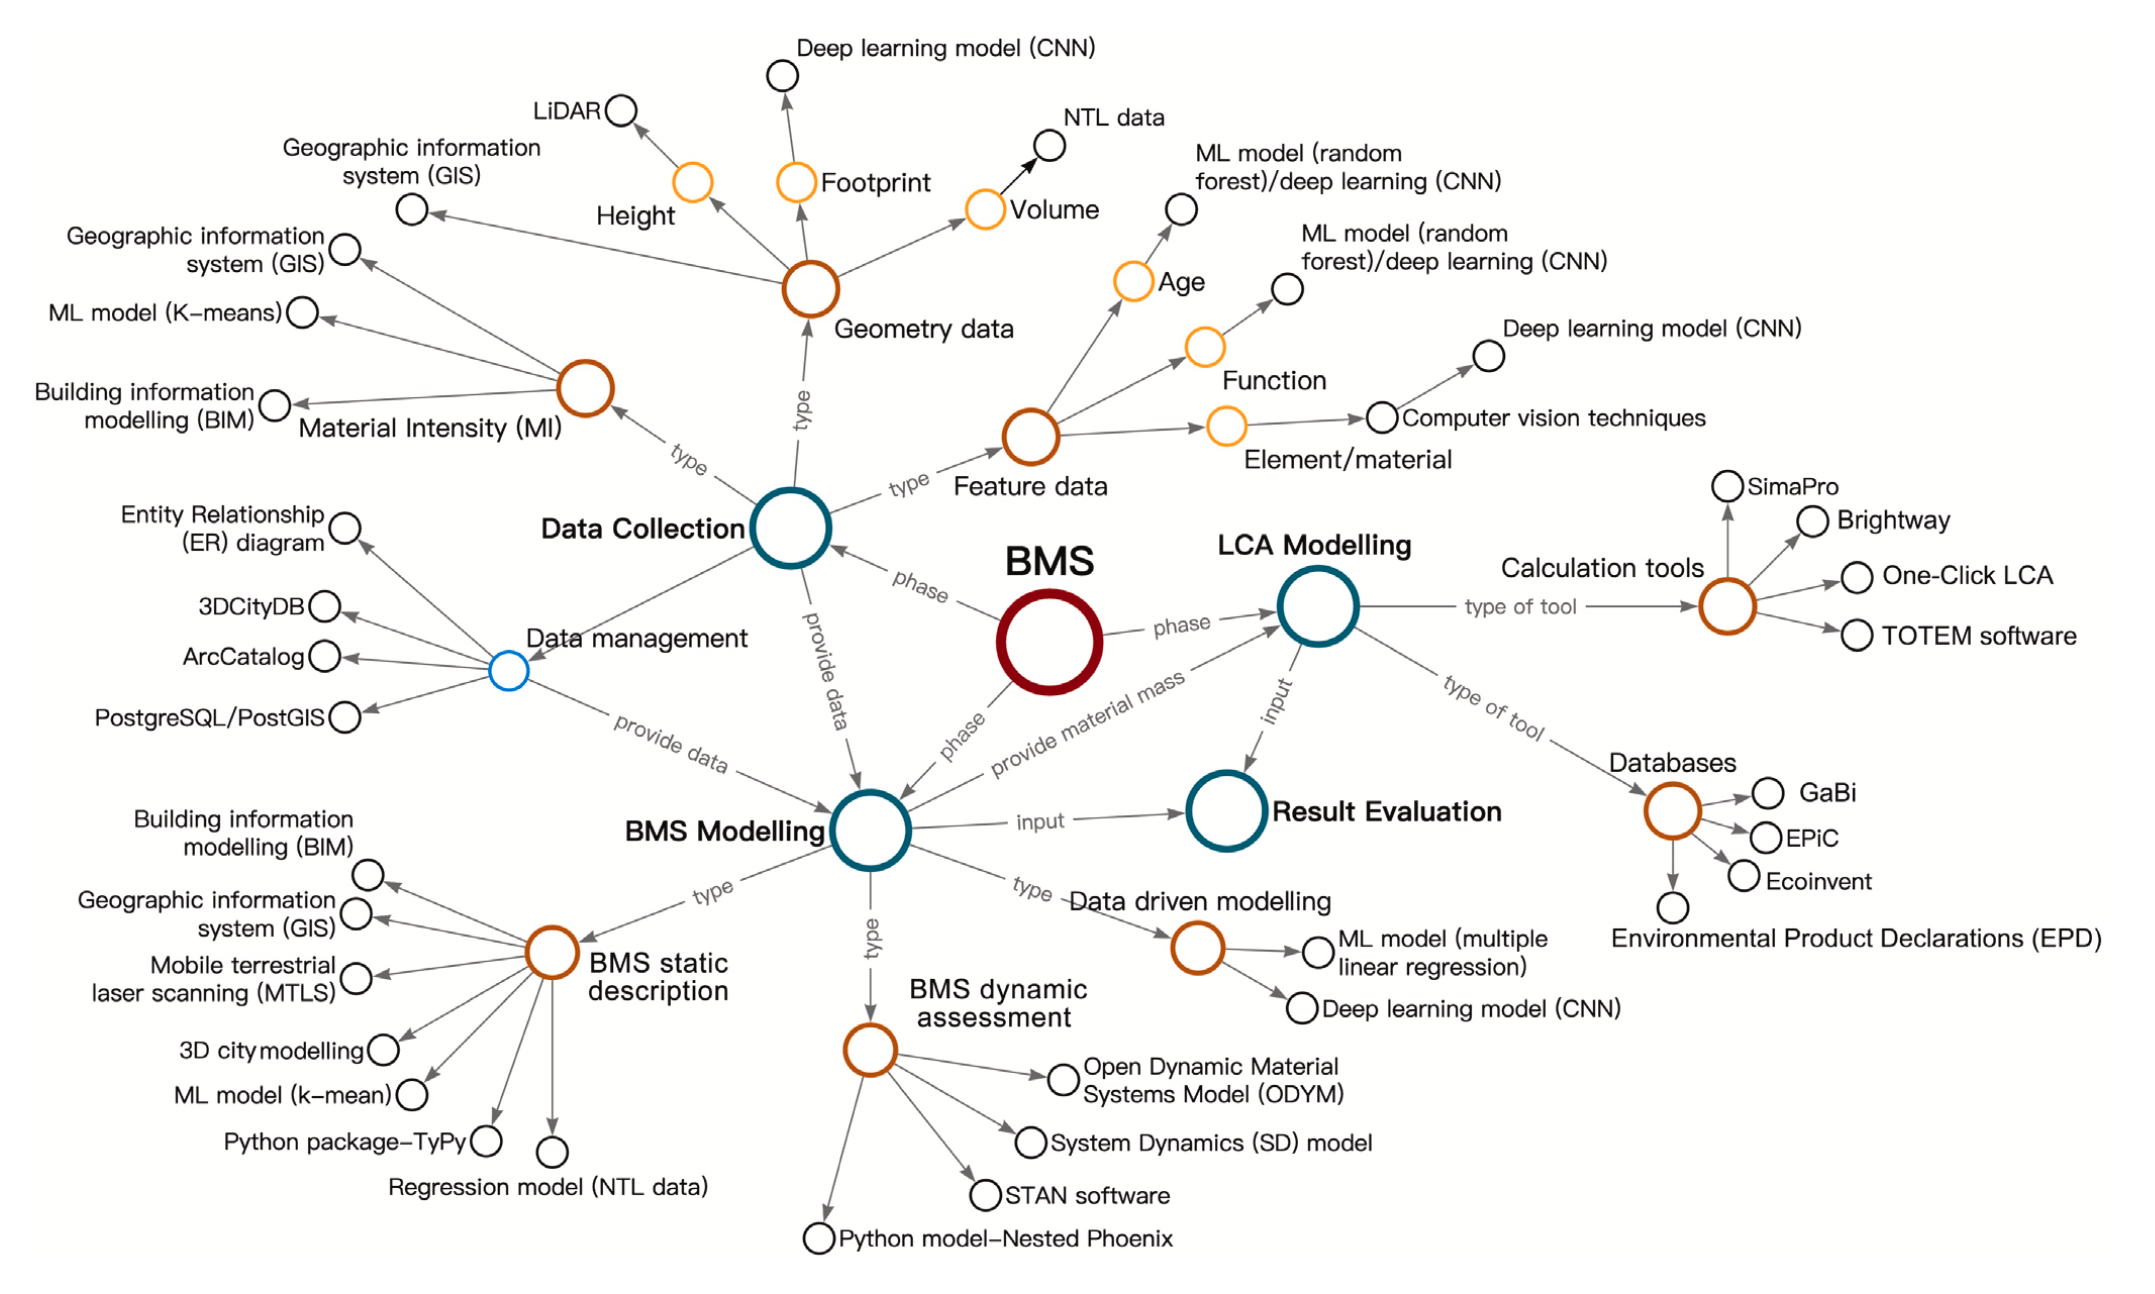 Deep learning model (CNN)
LiDAR
NTL data
Geographic information
system (GIS)
ML model (random
forest)/deep learning (CNN)
Footprint
Height
Volume
Geographic information
system (GIS)
ML model (random
forest)/deep learning (CNN)
Age
ML model (K-means)
Geometry data
Deep learning model (CNN)
Function
Building information
modelling (BIM)
Material Intensity (MI)
type
Computer vision techniques
type
Element/material
type
Feature data
SimaPro
Entity Relationship
(ER) diagram
Data Collection
Brightway
LCA Modelling
BMS
Calculation tools
One-Click LCA
phase
3DCityDB
type of tool
phase
Data management
TOTEM software
ArcCatalog
provide data
PostgreSQL/PostGIS
provide data
phase
provide material mass
input
type of tool
Databases
GaBi
Building information
modelling (BIM)
BMS Modelling
input
Result Evaluation
EPiC
Ecoinvent
type
type
Data driven modelling
Geographic information
system (GIS)
type
Environmental Product Declarations (EPD)
ML model (multiple
linear regression)
Mobile terrestrial
laser scanning (MTLS)
BMS static
description
BMS dynamic
assessment
Deep learning model (CNN)
3D city modelling
Open Dynamic Material
Systems Model (ODYM)
ML model (k-mean)
Python package-TyPy
System Dynamics (SD) model
Regression model (NTL data)
STAN software
Python model-Nested Phoenix